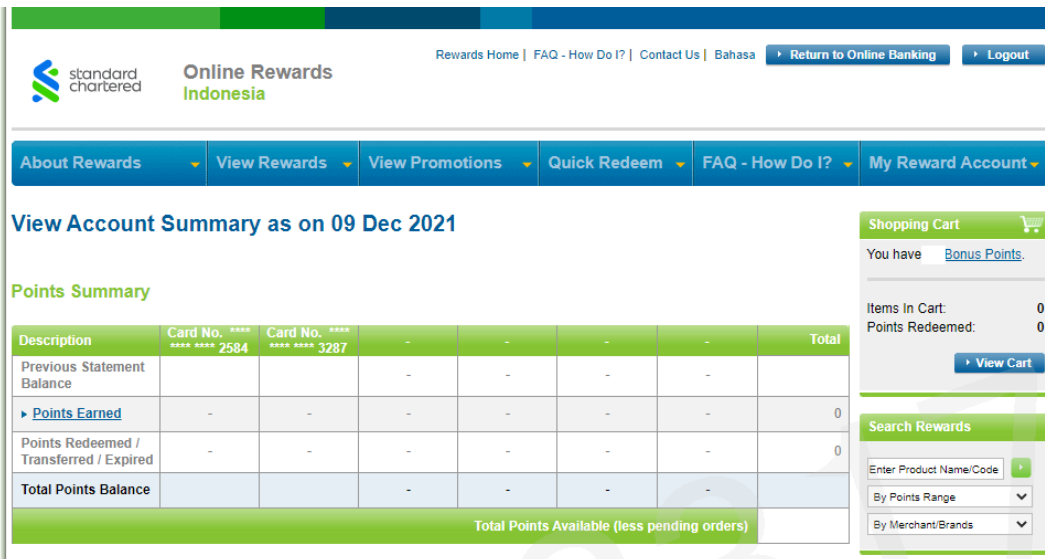 Rewards Home | FAQ - How Do I? | Contact Us | Bahasa Return to Online Banking Logout
standard
chartered
Online Rewards
Indonesia
About Rewards View Rewards View Promotions Quick Redeem FAQ - How Do I? My Reward Account
View Account Summary as on 09 Dec 2021
Points Summary
Description Card No. **** **** **** 2584 Card No. **** **** **** 3287 - - - - Total
Previous Statement Balance - - - -
Points Earned - - - - - - 0
Points Redeemed / Transferred / Expired - - - - - - 0
Total Points Balance - - - -
Total Points Available (less pending orders)
Shopping Cart
You have Bonus Points.
Items In Cart: 0
Points Redeemed: 0
View Cart
Search Rewards
Enter Product Name/Code
By Points Range
By Merchant/Brands